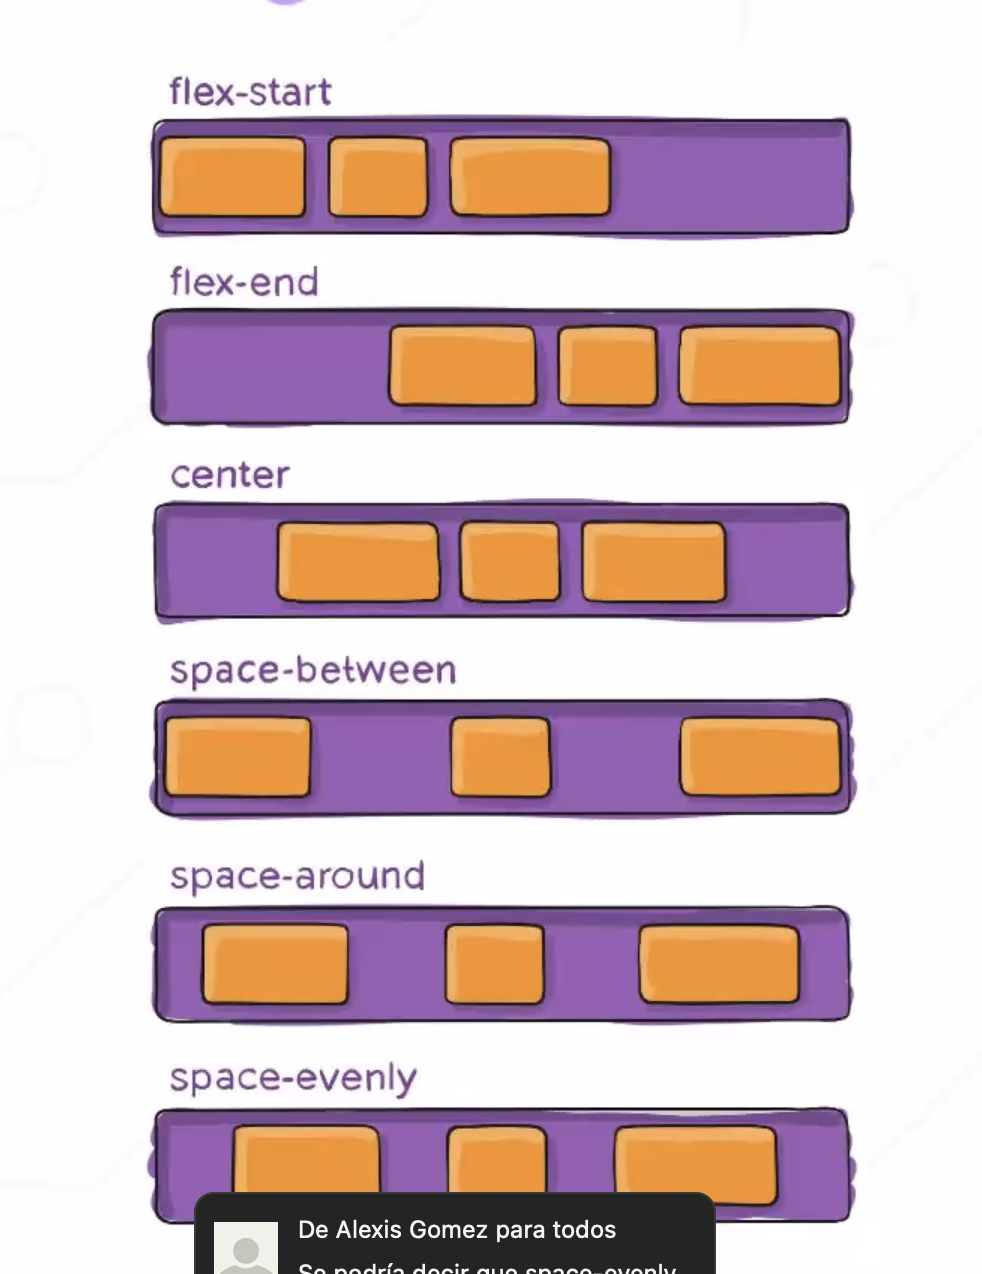 flex-start
flex-end
center
space-between
space-around
space-evenly
De Alexis Gomez para todos
Se podría decir que space-evenly